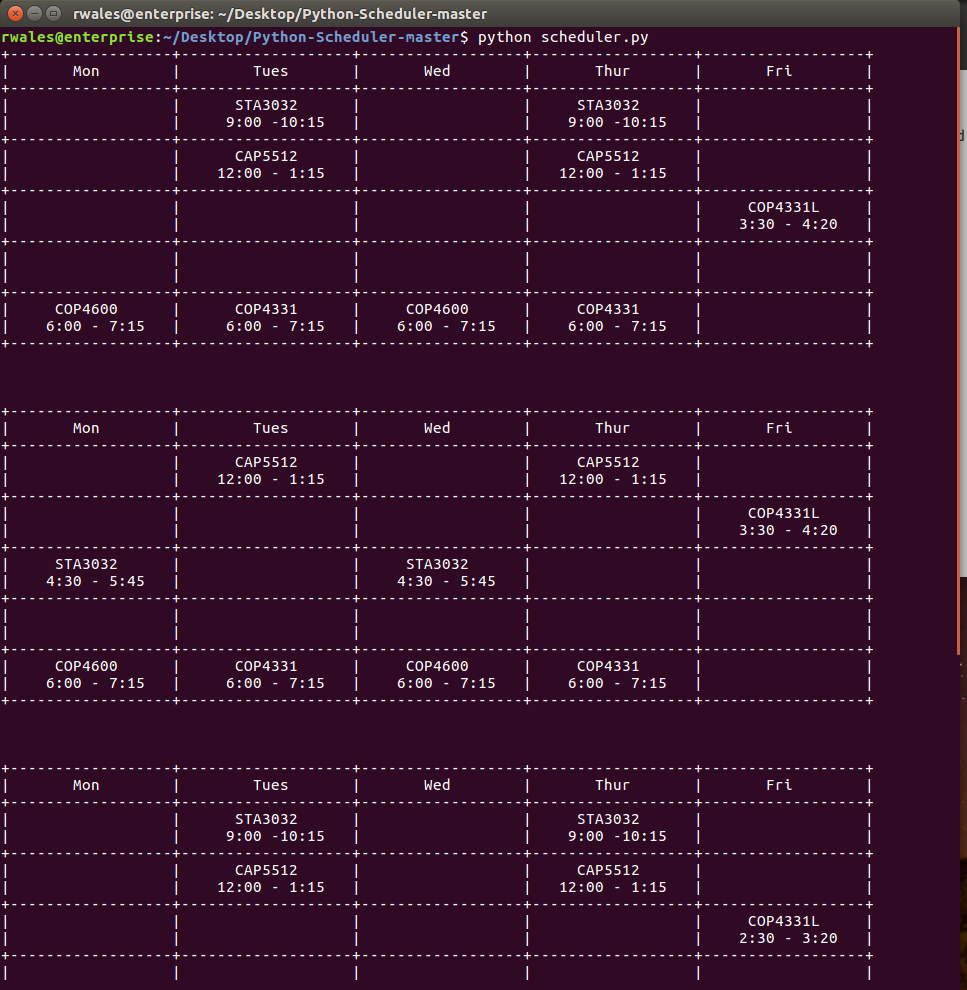 rwales@enterprise: ~/Desktop/Python-Scheduler-master
rwales@enterprise:~/Desktop/Python-Scheduler-master$ python scheduler.py
+------------------+-------------------+------------------+------------------+------------------+
|       Mon        |        Tues       |       Wed        |       Thur       |       Fri        |
+------------------+-------------------+------------------+------------------+------------------+
|                  |      STA3032      |                  |     STA3032      |                  |
|                  |     9:00 -10:15   |                  |    9:00 -10:15   |                  |
+------------------+-------------------+------------------+------------------+------------------+
|                  |      CAP5512      |                  |     CAP5512      |                  |
|                  |    12:00 - 1:15   |                  |   12:00 - 1:15   |                  |
+------------------+-------------------+------------------+------------------+------------------+
|                  |                   |                  |                  |     COP4331L     |
|                  |                   |                  |                  |    3:30 - 4:20   |
+------------------+-------------------+------------------+------------------+------------------+
|                  |                   |                  |                  |                  |
|                  |                   |                  |                  |                  |
+------------------+-------------------+------------------+------------------+------------------+
|     COP4600      |      COP4331      |     COP4600      |     COP4331      |                  |
|    6:00 - 7:15   |     6:00 - 7:15   |    6:00 - 7:15   |    6:00 - 7:15   |                  |
+------------------+-------------------+------------------+------------------+------------------+
+------------------+-------------------+------------------+------------------+------------------+
|       Mon        |        Tues       |       Wed        |       Thur       |       Fri        |
+------------------+-------------------+------------------+------------------+------------------+
|                  |      CAP5512      |                  |     CAP5512      |                  |
|                  |    12:00 - 1:15   |                  |   12:00 - 1:15   |                  |
+------------------+-------------------+------------------+------------------+------------------+
|                  |                   |                  |                  |     COP4331L     |
|                  |                   |                  |                  |    3:30 - 4:20   |
+------------------+-------------------+------------------+------------------+------------------+
|     STA3032      |                   |     STA3032      |                  |                  |
|    4:30 - 5:45   |                   |    4:30 - 5:45   |                  |                  |
+------------------+-------------------+------------------+------------------+------------------+
|                  |                   |                  |                  |                  |
|                  |                   |                  |                  |                  |
+------------------+-------------------+------------------+------------------+------------------+
|     COP4600      |      COP4331      |     COP4600      |     COP4331      |                  |
|    6:00 - 7:15   |     6:00 - 7:15   |    6:00 - 7:15   |    6:00 - 7:15   |                  |
+------------------+-------------------+------------------+------------------+------------------+
+------------------+-------------------+------------------+------------------+------------------+
|       Mon        |        Tues       |       Wed        |       Thur       |       Fri        |
+------------------+-------------------+------------------+------------------+------------------+
|                  |      STA3032      |                  |     STA3032      |                  |
|                  |     9:00 -10:15   |                  |    9:00 -10:15   |                  |
+------------------+-------------------+------------------+------------------+------------------+
|                  |      CAP5512      |                  |     CAP5512      |                  |
|                  |    12:00 - 1:15   |                  |   12:00 - 1:15   |                  |
+------------------+-------------------+------------------+------------------+------------------+
|                  |                   |                  |                  |     COP4331L     |
|                  |                   |                  |                  |    2:30 - 3:20   |
+------------------+-------------------+------------------+------------------+------------------+
|                  |                   |                  |                  |                  |